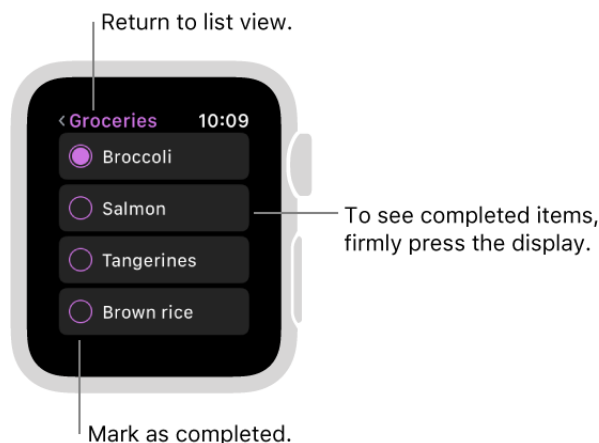 Return to list view.
<Groceries 10:09
Broccoli
Salmon
To see completed items,
firmly press the display.
Tangerines
Brown rice
Mark as completed.